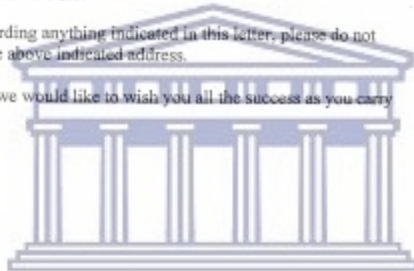 rding anything indicated in this letter, please do not
e above indicated address.
we would like to wish you all the success as you carry